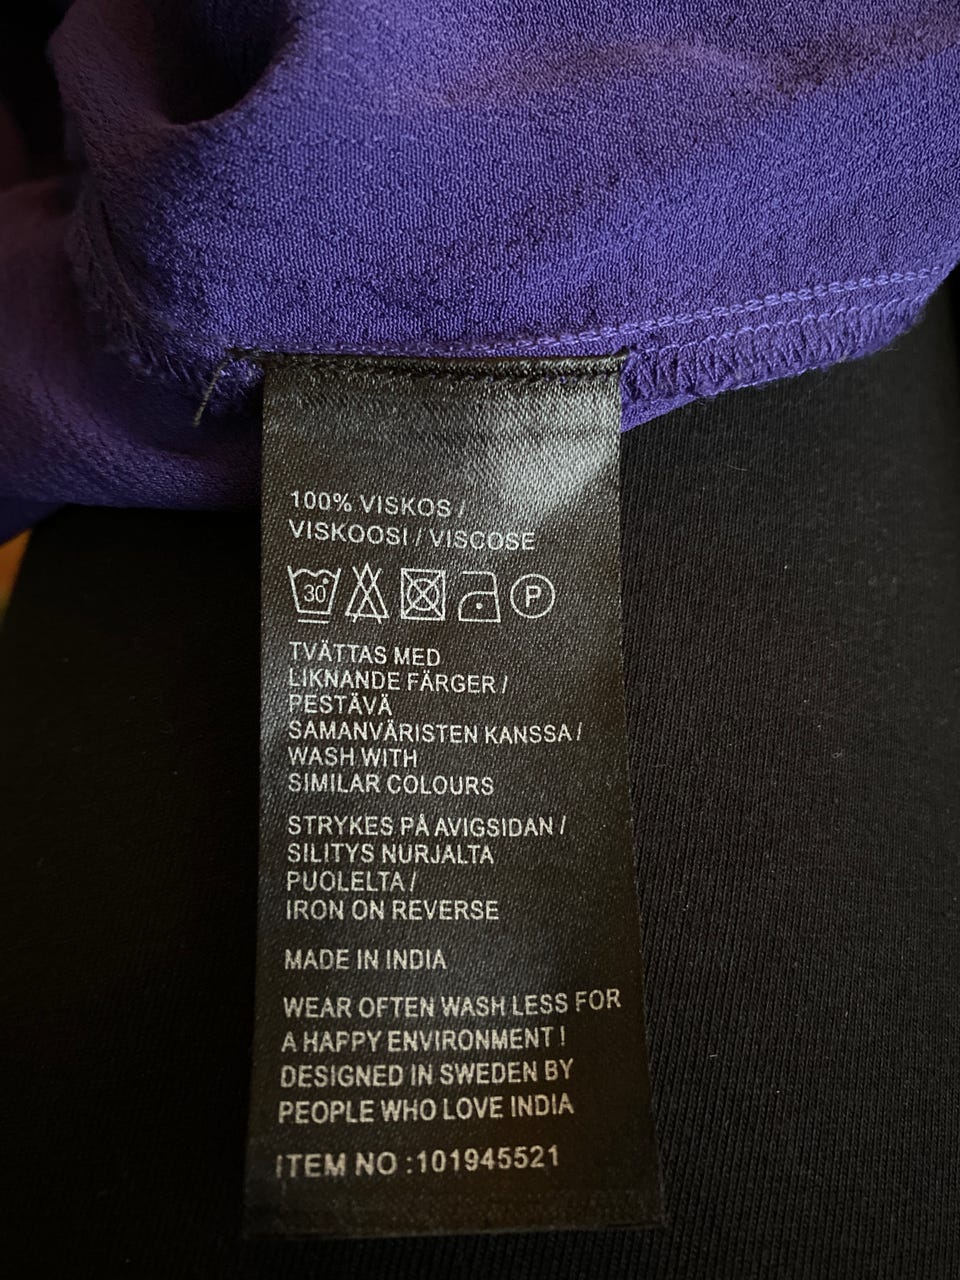 100% VISKOS /
VISKOOSI / VISCOSE
30 P
TVÄTTAS MED
LIKNANDE FÄRGER /
PESTÄVÄ
SAMANVÄRISTEN KANSSA /
WASH WITH
SIMILAR COLOURS
STRYKES PÅ AVIGSIDAN /
SILITYS NURJALTA
PUOLELTA /
IRON ON REVERSE
MADE IN INDIA
WEAR OFTEN WASH LESS FOR
A HAPPY ENVIRONMENT !
DESIGNED IN SWEDEN BY
PEOPLE WHO LOVE INDIA
ITEM NO :101945521